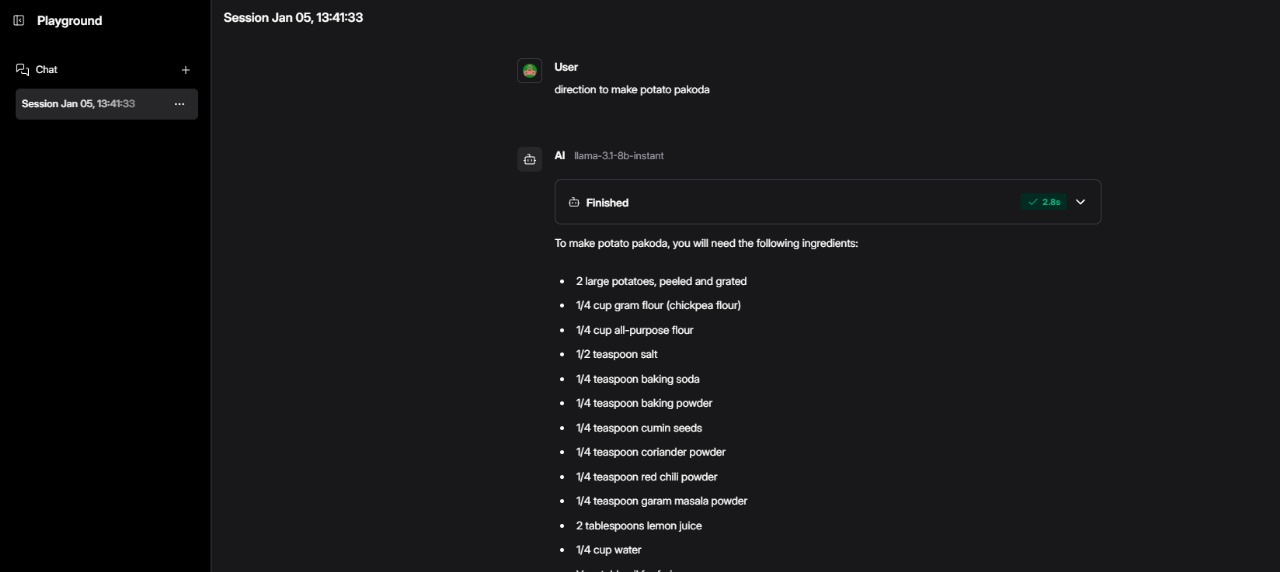 Playground
Chat
Session Jan 05, 13:41:33
Session Jan 05, 13:41:33
User
direction to make potato pakoda
AI llama-3.1-8b-instant
Finished
2.8s
To make potato pakoda, you will need the following ingredients:
2 large potatoes, peeled and grated
1/4 cup gram flour (chickpea flour)
1/4 cup all-purpose flour
1/2 teaspoon salt
1/4 teaspoon baking soda
1/4 teaspoon baking powder
1/4 teaspoon cumin seeds
1/4 teaspoon coriander powder
1/4 teaspoon red chili powder
1/4 teaspoon garam masala powder
2 tablespoons lemon juice
1/4 cup water